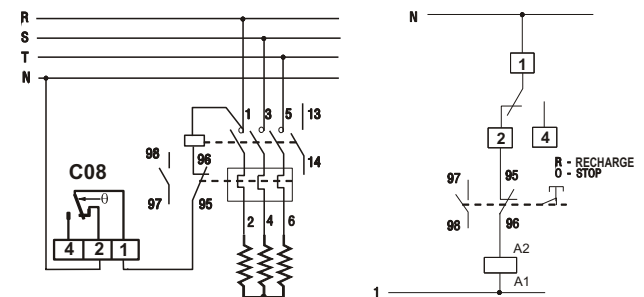 R
S
T
N
1 3 5 13
14
98 96
97 95
C08
θ
4 2 1
2 4 6
N
1
2 4
R - RECHARGE
O - STOP
97 95
98 96
A2
A1
1